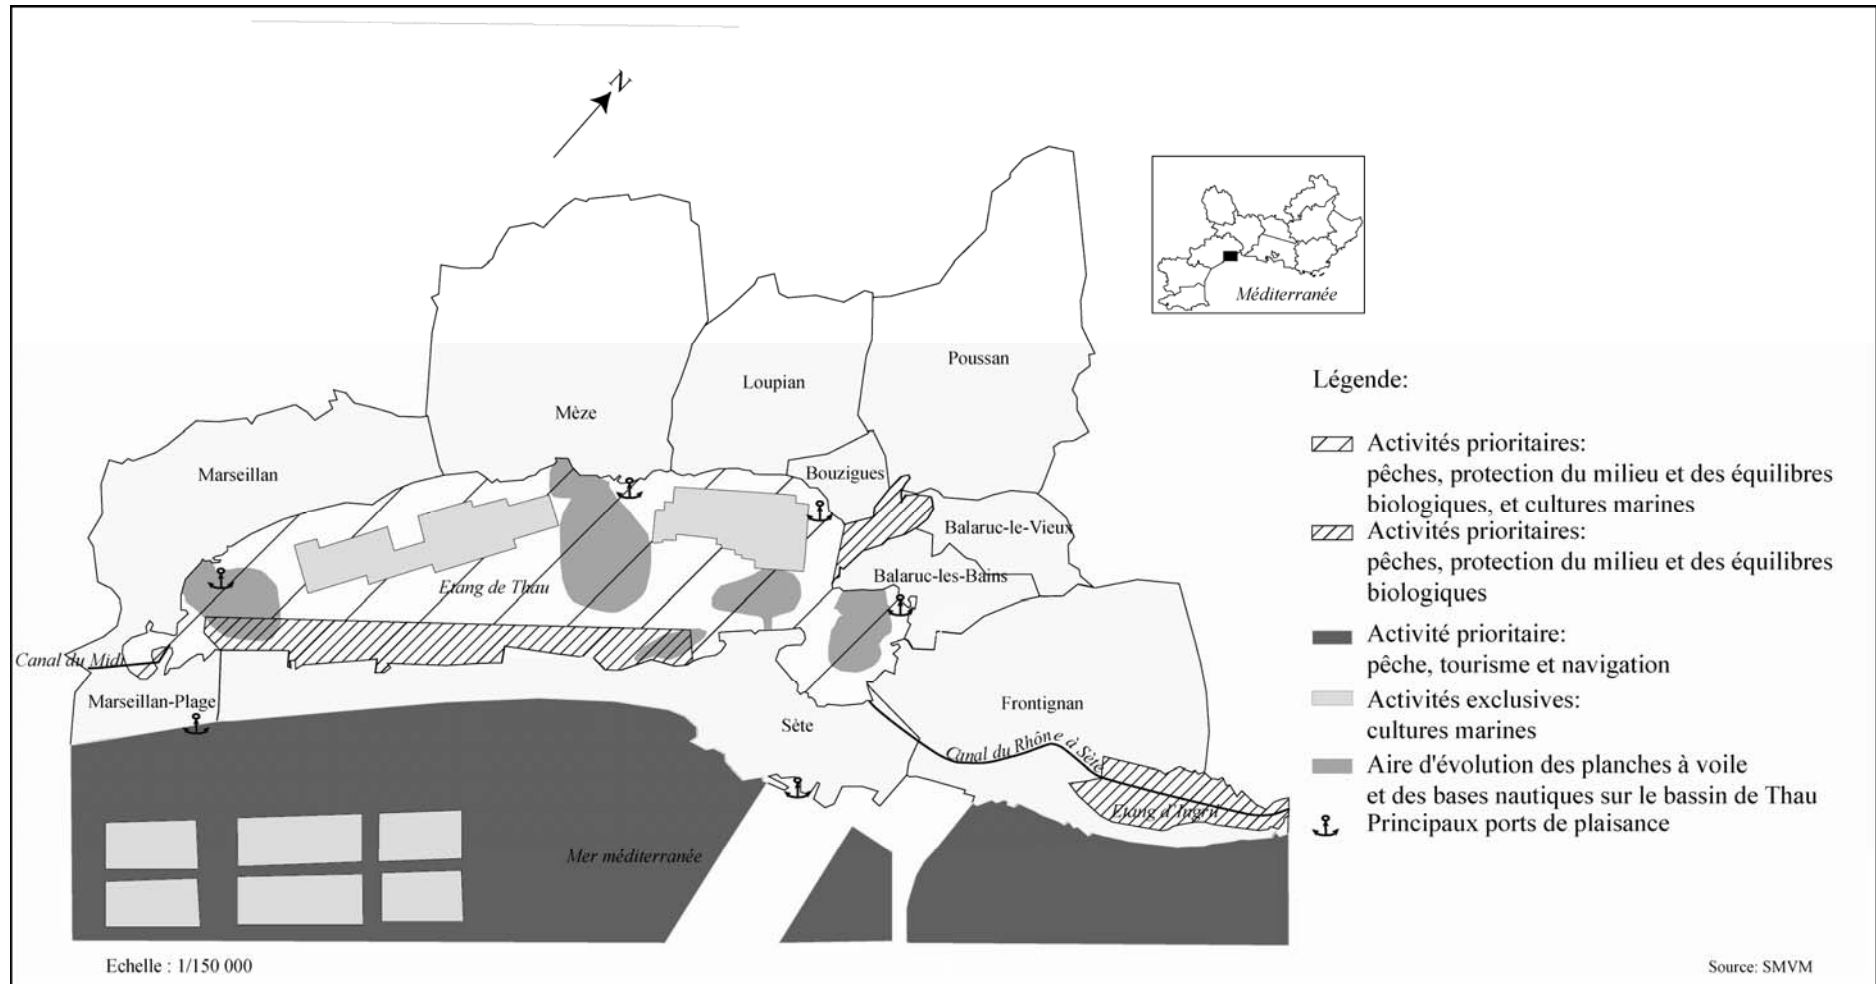 N
Méditerranée
Poussan
Loupian
Mèze
Légende:
Activités prioritaires:
pêches, protection du milieu et des équilibres
biologiques, et cultures marines
Activités prioritaires:
pêches, protection du milieu et des équilibres
biologiques
Activité prioritaire:
pêche, tourisme et navigation
Activités exclusives:
cultures marines
Aire d'évolution des planches à voile
et des bases nautiques sur le bassin de Thau
Principaux ports de plaisance
Marseillan
Bouzigues
Balaruc-le-Vieux
Balaruc-les-Bains
Etang de Thau
Canal du Midi
Marseillan-Plage
Sète
Frontignan
Canal du Rhône à Sète
Etang d'Ingril
Mer méditerranée
Echelle : 1/150 000
Source: SMVM